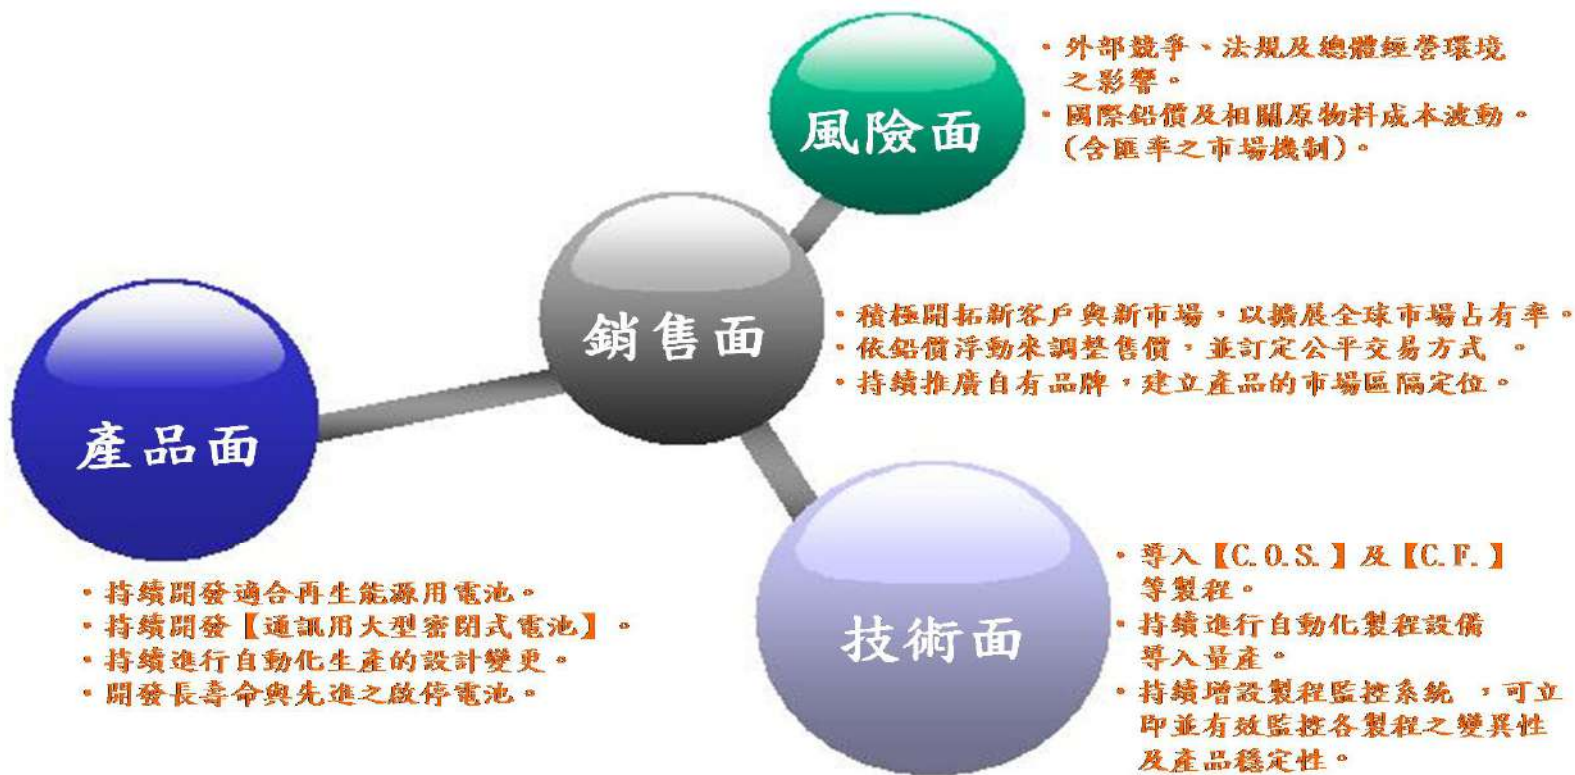 風險面
• 外部競爭、法規及總體經營環境
之影響。
• 國際鉛價及相關原物料成本波動。
(含匯率之市場機制)。
銷售面
• 積極開拓新客戶與新市場，以擴展全球市場占有率。
• 依鉛價浮動來調整售價，並訂定公平交易方式 。
• 持續推廣自有品牌，建立產品的市場區隔定位。
產品面
• 持續開發適合再生能源用電池。
• 持續開發【通訊用大型密閉式電池】。
• 持續進行自動化生產的設計變更。
• 開發長壽命與先進之啟停電池。
技術面
• 導入【C.O.S.】及【C.F.】
等製程。
• 持續進行自動化製程設備
導入量產。
• 持續增設製程監控系統 ，可立
即並有效監控各製程之變異性
及產品穩定性。